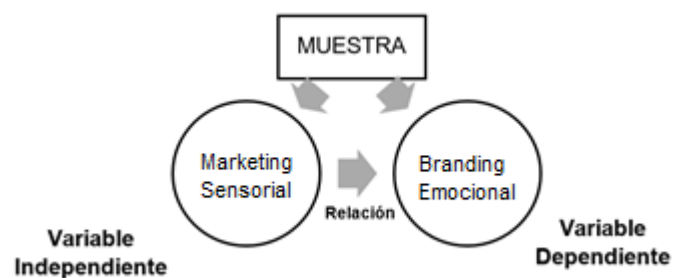 MUESTRA
Marketing
Sensorial
Branding
Emocional
Relación
Variable
Independiente
Variable
Dependiente